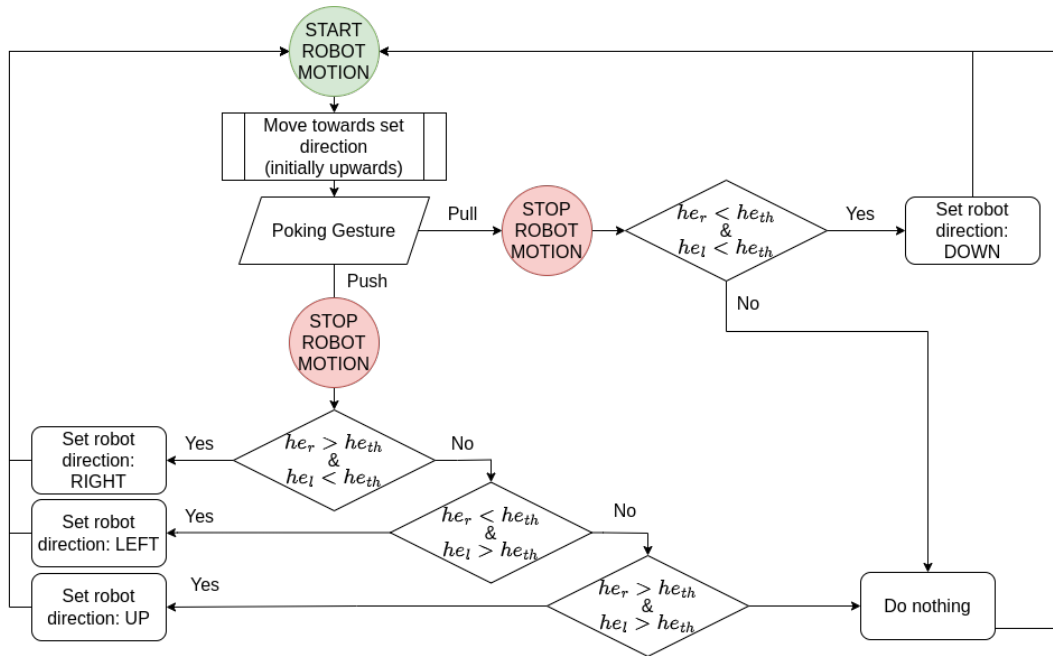 START
ROBOT
MOTION
Move towards set
direction
(initially upwards)
Poking Gesture
Pull
STOP
ROBOT
MOTION
he_r < he_th
&
he_l < he_th
Yes
Set robot
direction:
DOWN
No
Push
STOP
ROBOT
MOTION
he_r > he_th
&
he_l < he_th
Yes
No
Set robot
direction:
RIGHT
he_r < he_th
&
he_l > he_th
Yes
No
Set robot
direction: LEFT
he_r > he_th
&
he_l > he_th
Yes
Set robot
direction: UP
Do nothing